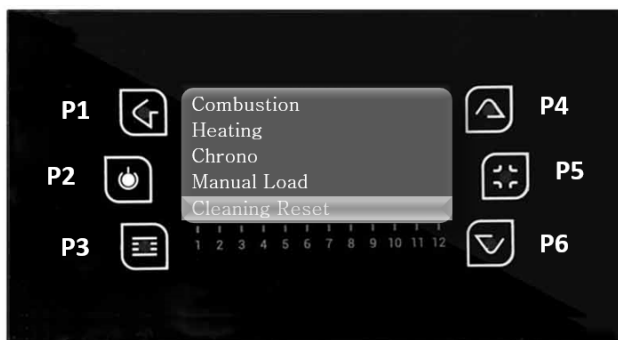 P1
P2
P3
Combustion
Heating
Chrono
Manual Load
Cleaning Reset
1 2 3 4 5 6 7 8 9 10 11 12
P4
P5
P6